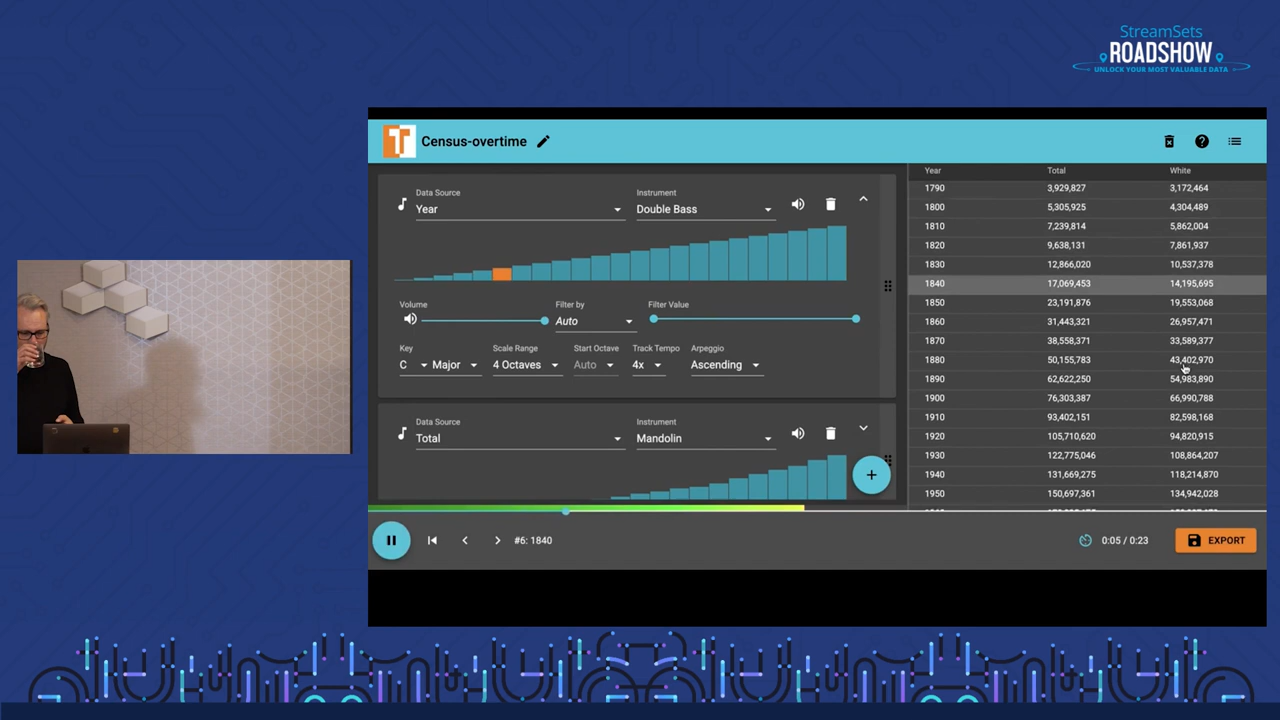 StreamSets
ROADSHOW
UNLOCK YOUR MOST VALUABLE DATA
T Census-overtime
Data Source Instrument
Year Double Bass
Volume Filter by Filter Value
Auto
Key Scale Range Start Octave Track Tempo Arpeggio
C Major 4 Octaves Auto 4x Ascending
Data Source Instrument
Total Mandolin
+
#6: 1840
0:05 / 0:23
EXPORT
Year Total White
1790 3,929,827 3,172,464
1800 5,305,925 4,304,489
1810 7,239,814 5,862,004
1820 9,638,131 7,861,937
1830 12,866,020 10,537,378
1840 17,069,453 14,195,695
1850 23,191,876 19,553,068
1860 31,443,321 26,957,471
1870 38,558,371 33,589,377
1880 50,155,783 43,402,970
1890 62,622,250 54,983,890
1900 76,303,387 66,990,788
1910 93,402,151 82,598,168
1920 105,710,620 94,820,915
1930 122,775,046 108,864,207
1940 131,669,275 118,214,870
1950 150,697,361 134,942,028